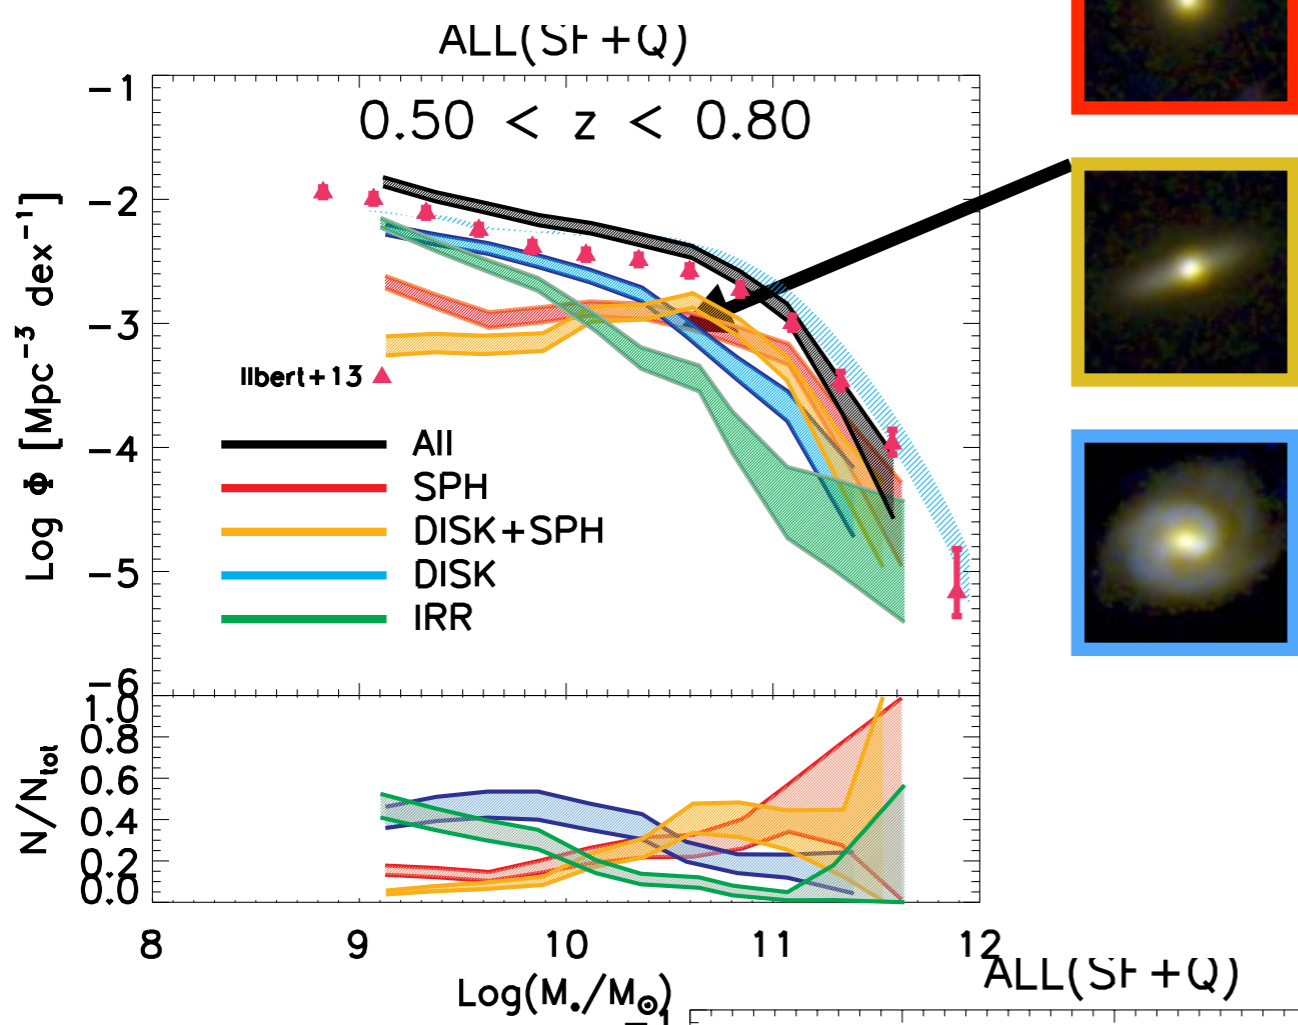 ALL(SF+Q)
0.50 < z < 0.80
−1
−2
−3
−4
−5
−6
Log Φ [Mpc⁻³ dex⁻¹]
Ilbert+13
All
SPH
DISK+SPH
DISK
IRR
1.0
0.8
0.6
0.4
0.2
0.0
N/Ntot
8 9 10 11 12
Log(M*/M⊙)
ALL(SF+Q)
−1